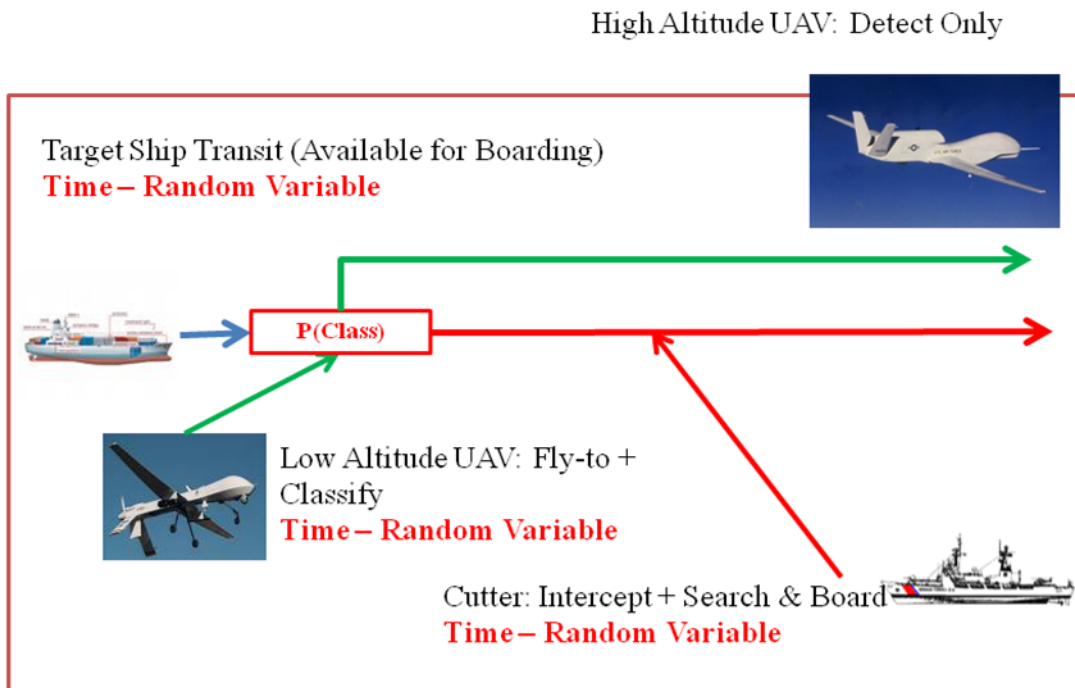 High Altitude UAV: Detect Only
Target Ship Transit (Available for Boarding)
Time – Random Variable
P(Class)
Low Altitude UAV: Fly-to +
Classify
Time – Random Variable
Cutter: Intercept + Search & Board
Time – Random Variable